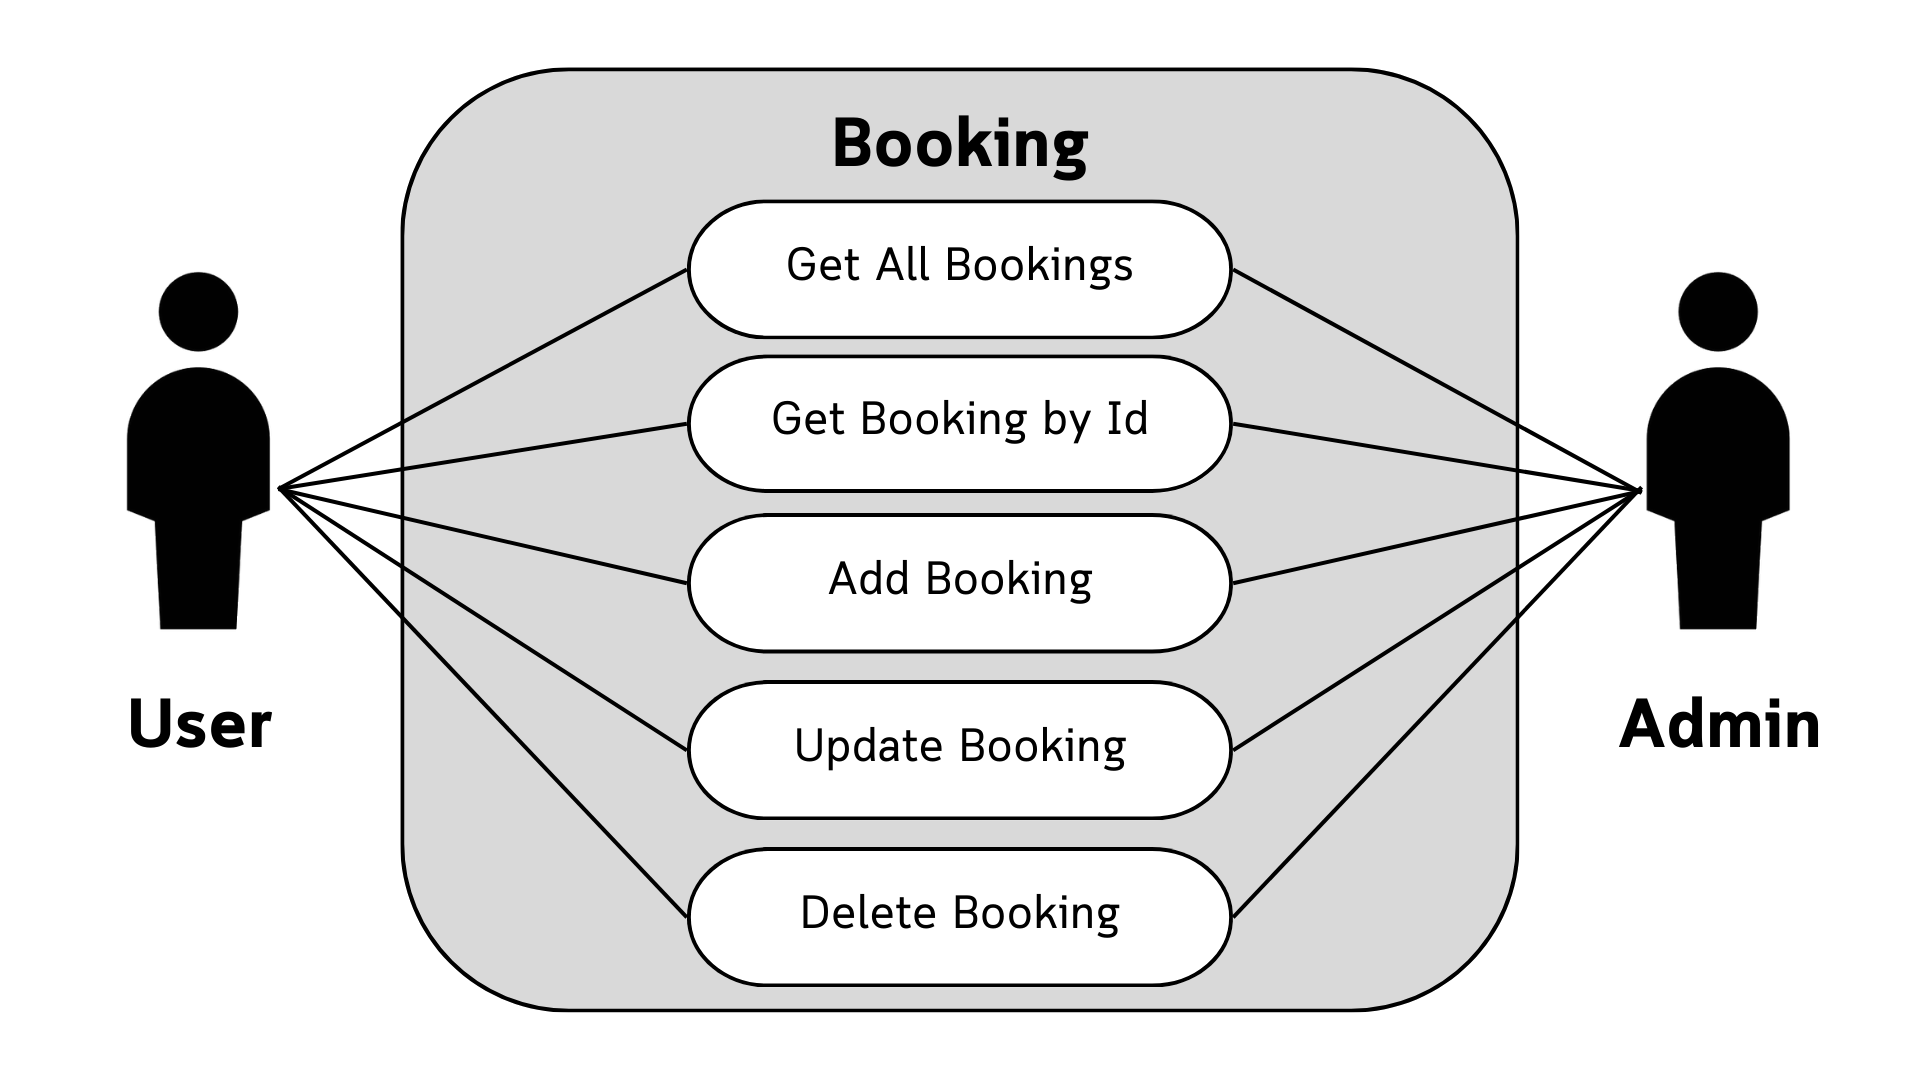 Booking
Get All Bookings
Get Booking by Id
Add Booking
Update Booking
Delete Booking
User
Admin